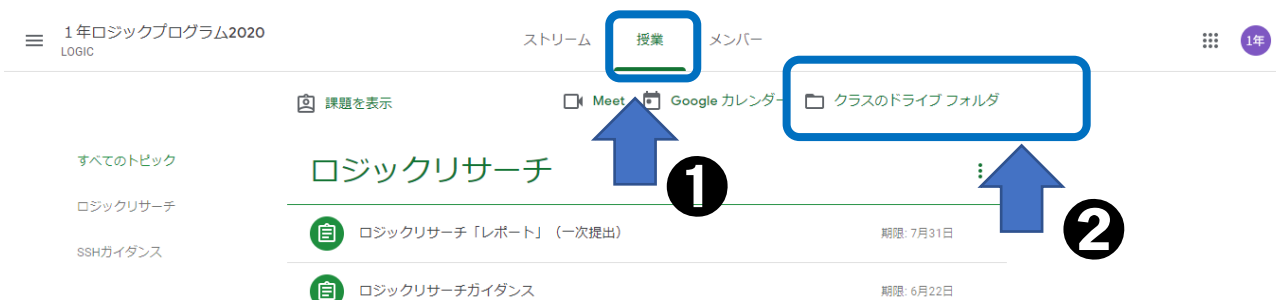 1年ロジックプログラム2020
LOGIC
ストリーム 授業 メンバー
1年
課題を表示 Meet Google カレンダー クラスのドライブ フォルダ
❶
❷
すべてのトピック
ロジックリサーチ
SSHガイダンス
ロジックリサーチ
ロジックリサーチ「レポート」（一次提出） 期限: 7月31日
ロジックリサーチガイダンス 期限: 6月22日